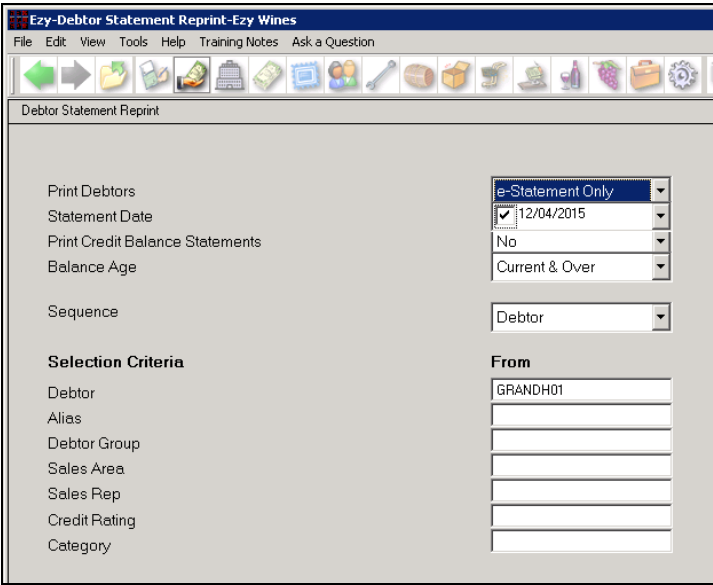 Ezy-Debtor Statement Reprint-Ezy Wines
File Edit View Tools Help Training Notes Ask a Question
Debtor Statement Reprint
Print Debtors e-Statement Only
Statement Date 12/04/2015
Print Credit Balance Statements No
Balance Age Current & Over
Sequence Debtor
Selection Criteria From
Debtor GRANDH01
Alias
Debtor Group
Sales Area
Sales Rep
Credit Rating
Category